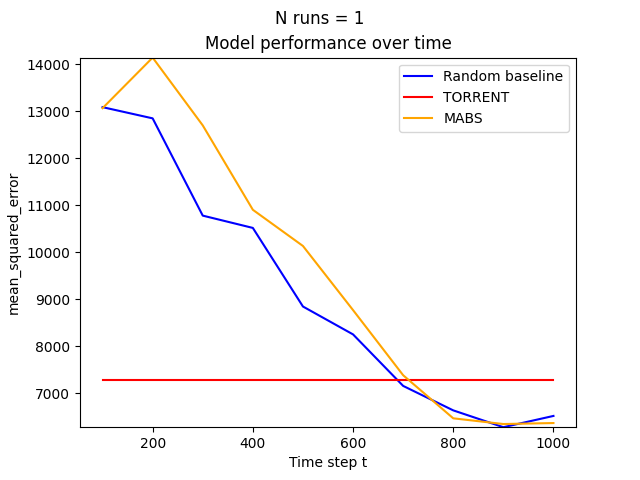 N runs = 1
Model performance over time
14000
13000
12000
11000
10000
9000
8000
7000
mean_squared_error
Random baseline
TORRENT
MABS
200 400 600 800 1000
Time step t